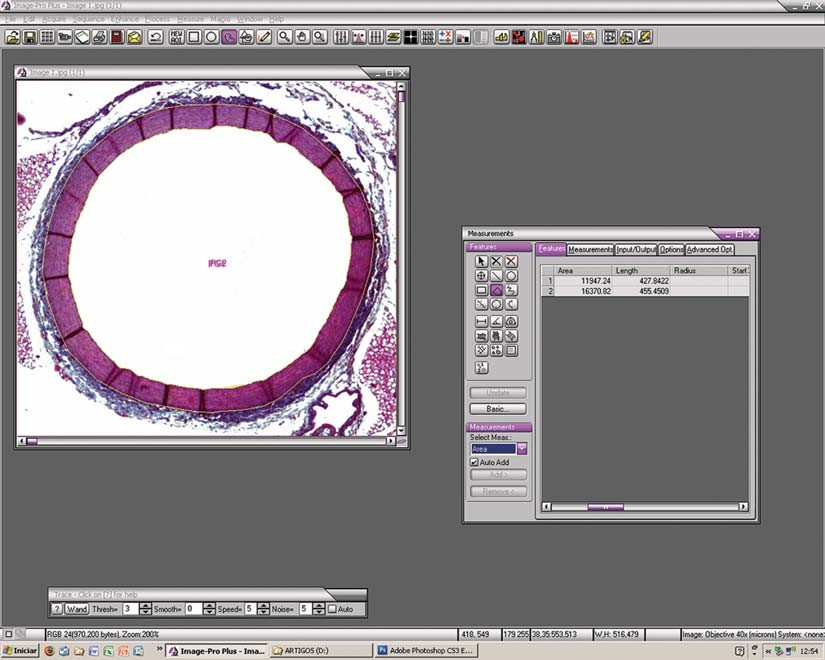 Image-Pro Plus - Image 1.jpg (1/1)
File Edit Acquire Sequence Enhance Process Measure Macro Window Help
Image 1.jpg (1/1)
Measurements
Features
Features Measurements Input/Output Options Advanced Opt.
Area Length Radius Start
1 11947.24 427.8422
2 16370.82 455.4509
Update
Basic...
Measurements
Select Meas.:
Area
Auto Add
Add >
Remove <
Trace - Click on [?] for help
? Wand Thresh= 3 Smooth= 0 Speed= 5 Noise= 5 Auto
RGB 24(970,200 bytes), Zoom:200% 418, 549 179 255 38,35:553,513 W,H: 516,479 Image: Objective 40x (microns) System: <none>
Iniciar » Image-Pro Plus - Ima... ARTIGOS (D:) Adobe Photoshop CS3 E... 12:54